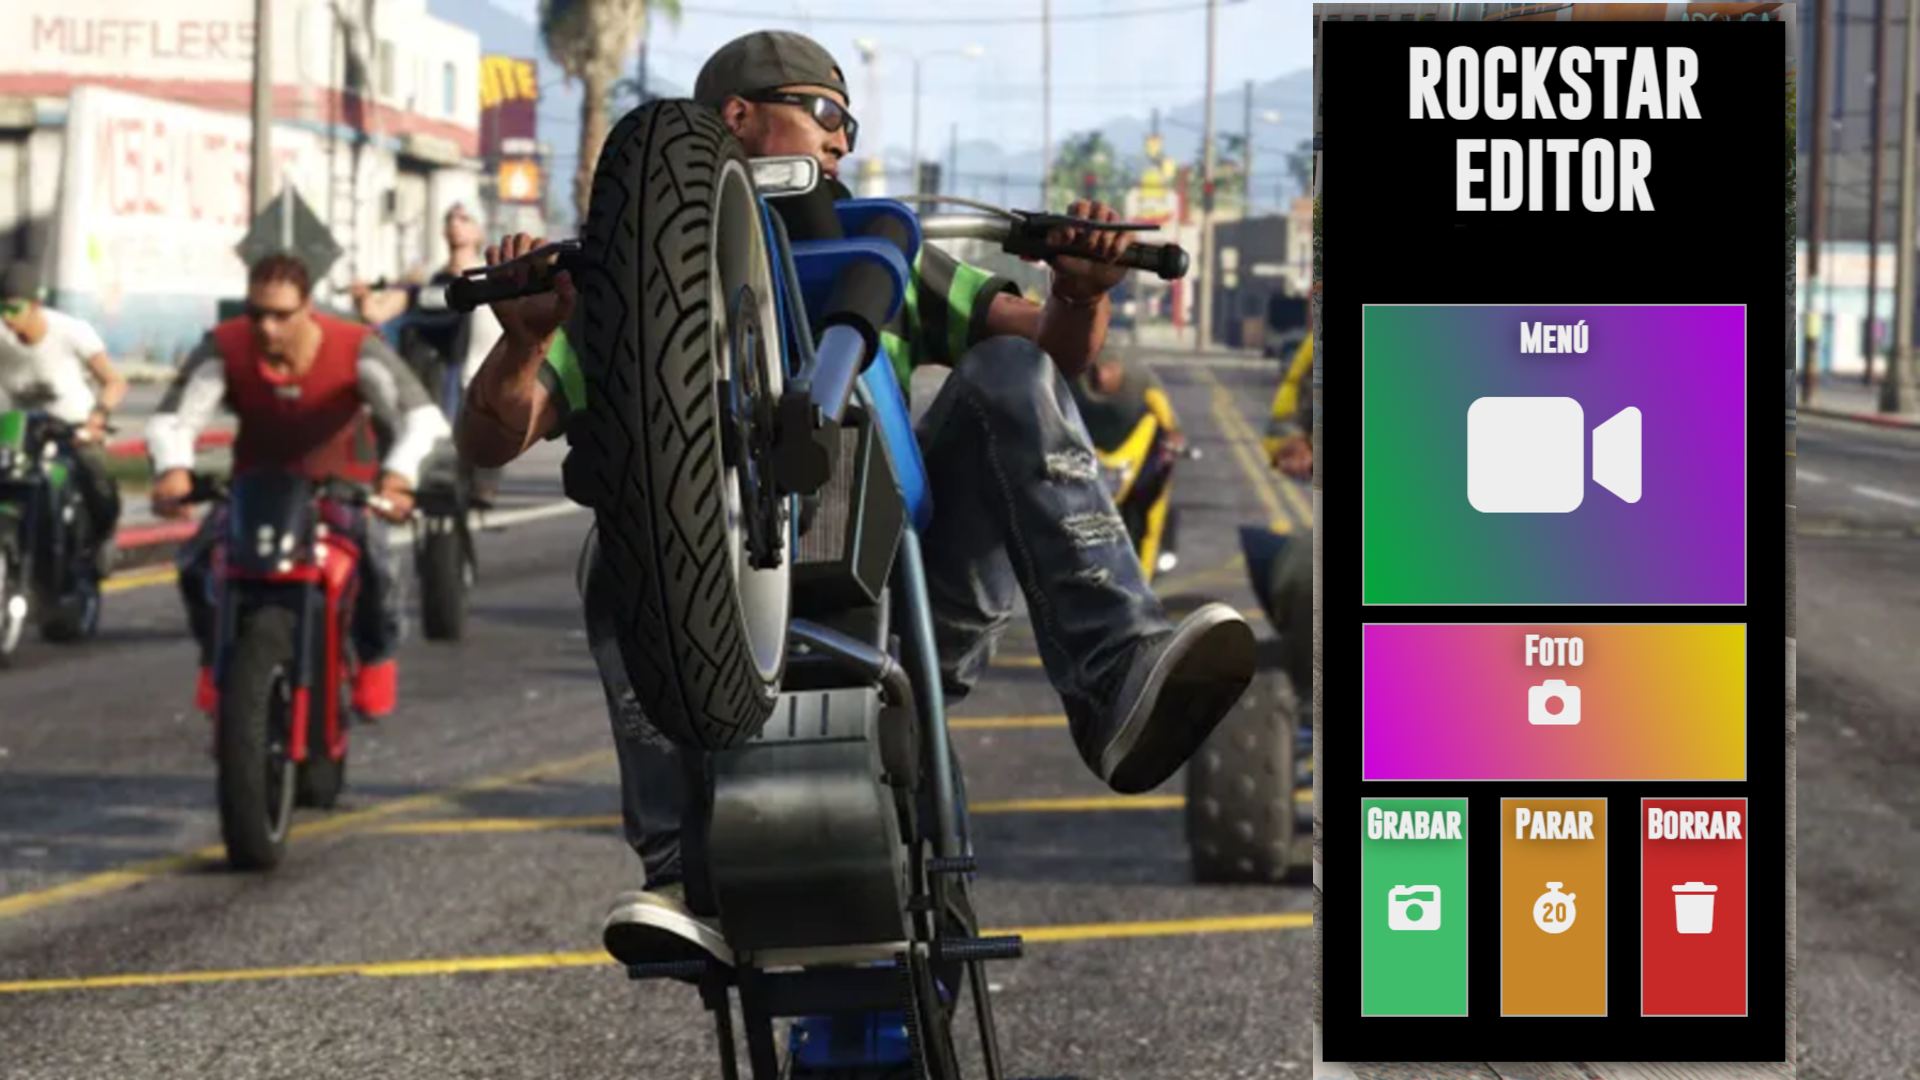 MUFFLERS
ROCKSTAR
EDITOR
MENÚ
FOTO
GRABAR
PARAR
BORRAR
20